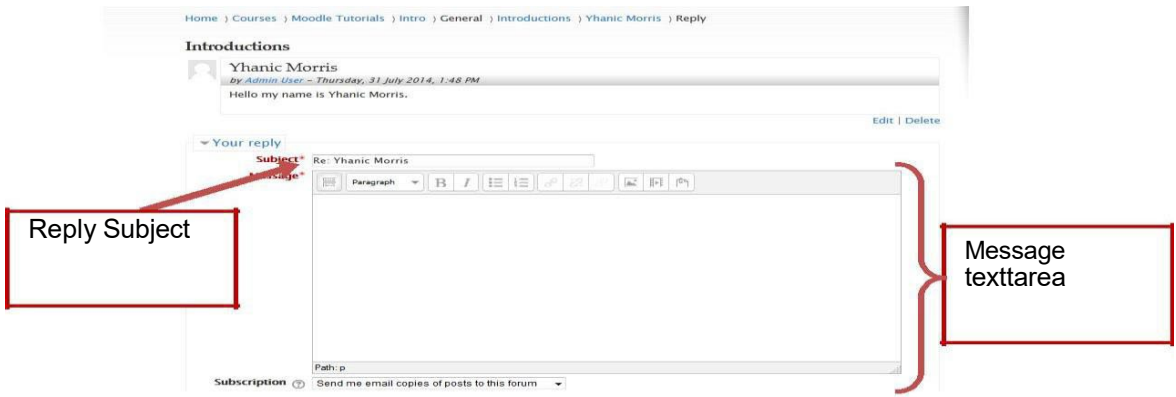 Home ) Courses ) Moodle Tutorials ) Intro ) General ) Introductions ) Yhanic Morris ) Reply
Introductions
Yhanic Morris
by Admin User - Thursday, 31 July 2014, 1:48 PM
Hello my name is Yhanic Morris.
Edit | Delete
Your reply
Subject* Re: Yhanic Morris
Message*
Paragraph B I
Reply Subject
Message
texttarea
Path: p
Subscription ? Send me email copies of posts to this forum